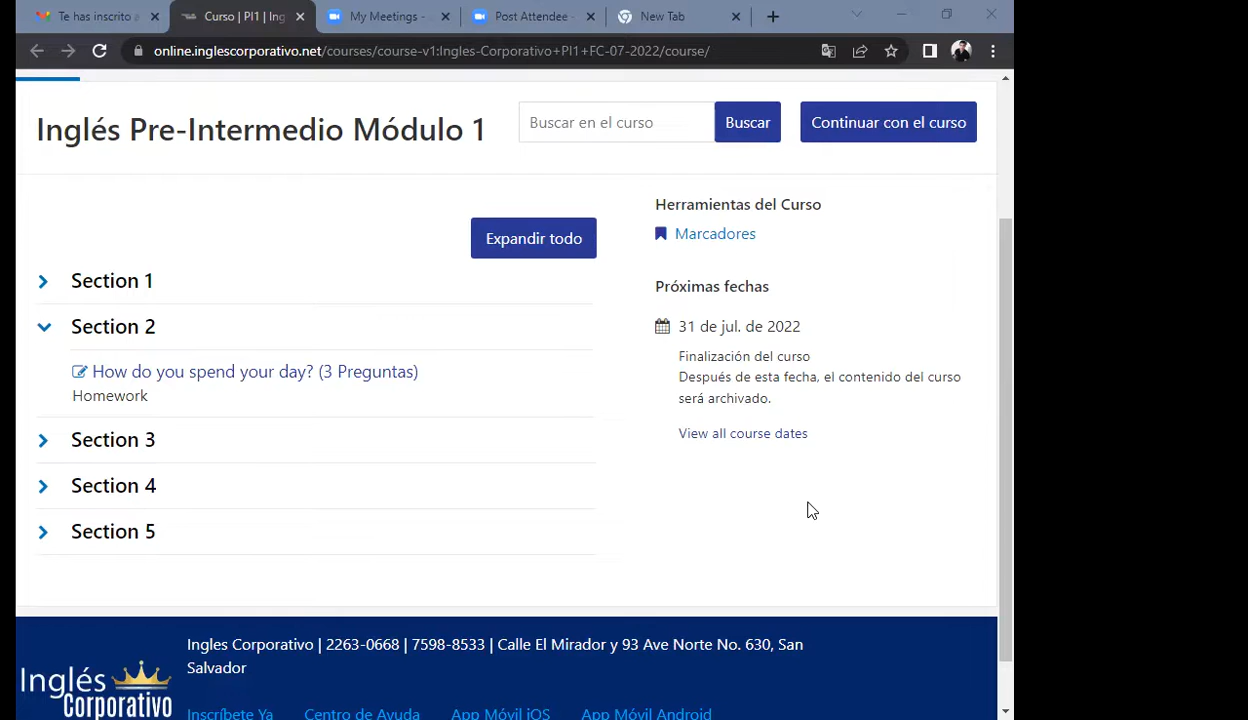 Te has inscrito e
Curso | PI1 | Ing
My Meetings -
Post Attendee -
New Tab
online.inglescorporativo.net/courses/course-v1:Ingles-Corporativo+PI1+FC-07-2022/course/
Inglés Pre-Intermedio Módulo 1
Buscar en el curso
Buscar
Continuar con el curso
Expandir todo
Section 1
Section 2
How do you spend your day? (3 Preguntas)
Homework
Section 3
Section 4
Section 5
Herramientas del Curso
Marcadores
Próximas fechas
31 de jul. de 2022
Finalización del curso
Después de esta fecha, el contenido del curso
será archivado.
View all course dates
Inglés
Corporativo
Ingles Corporativo | 2263-0668 | 7598-8533 | Calle El Mirador y 93 Ave Norte No. 630, San
Salvador
Inscríbete Ya
Centro de Ayuda
App Móvil iOS
App Móvil Android